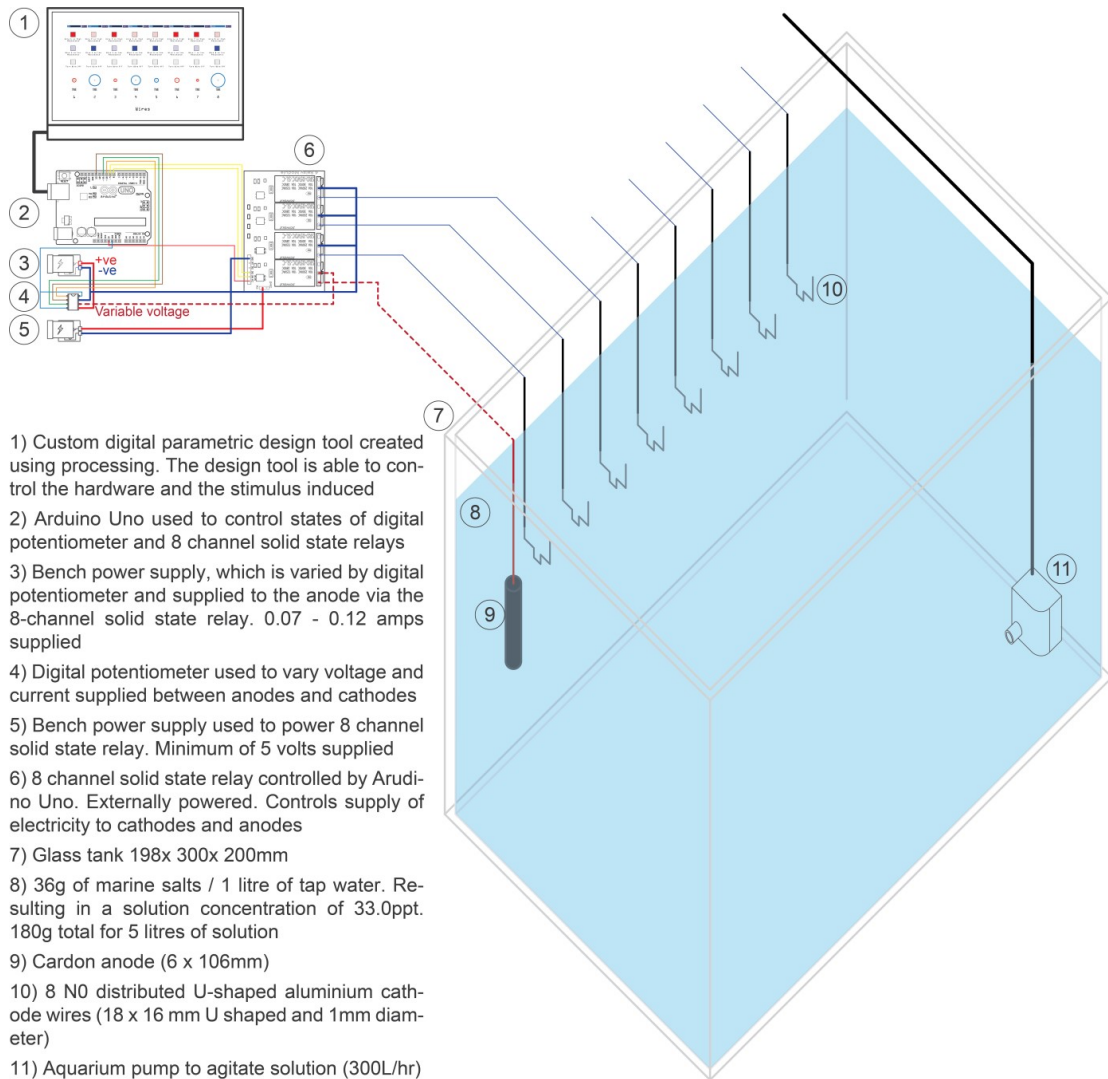 1
Wires
6
2
3
+ve
-ve
4
Variable voltage
5
10
7
8
9
11
1) Custom digital parametric design tool created
using processing. The design tool is able to con-
trol the hardware and the stimulus induced
2) Arduino Uno used to control states of digital
potentiometer and 8 channel solid state relays
3) Bench power supply, which is varied by digital
potentiometer and supplied to the anode via the
8-channel solid state relay. 0.07 - 0.12 amps
supplied
4) Digital potentiometer used to vary voltage and
current supplied between anodes and cathodes
5) Bench power supply used to power 8 channel
solid state relay. Minimum of 5 volts supplied
6) 8 channel solid state relay controlled by Arudi-
no Uno. Externally powered. Controls supply of
electricity to cathodes and anodes
7) Glass tank 198x 300x 200mm
8) 36g of marine salts / 1 litre of tap water. Re-
sulting in a solution concentration of 33.0ppt.
180g total for 5 litres of solution
9) Cardon anode (6 x 106mm)
10) 8 N0 distributed U-shaped aluminium cath-
ode wires (18 x 16 mm U shaped and 1mm diam-
eter)
11) Aquarium pump to agitate solution (300L/hr)